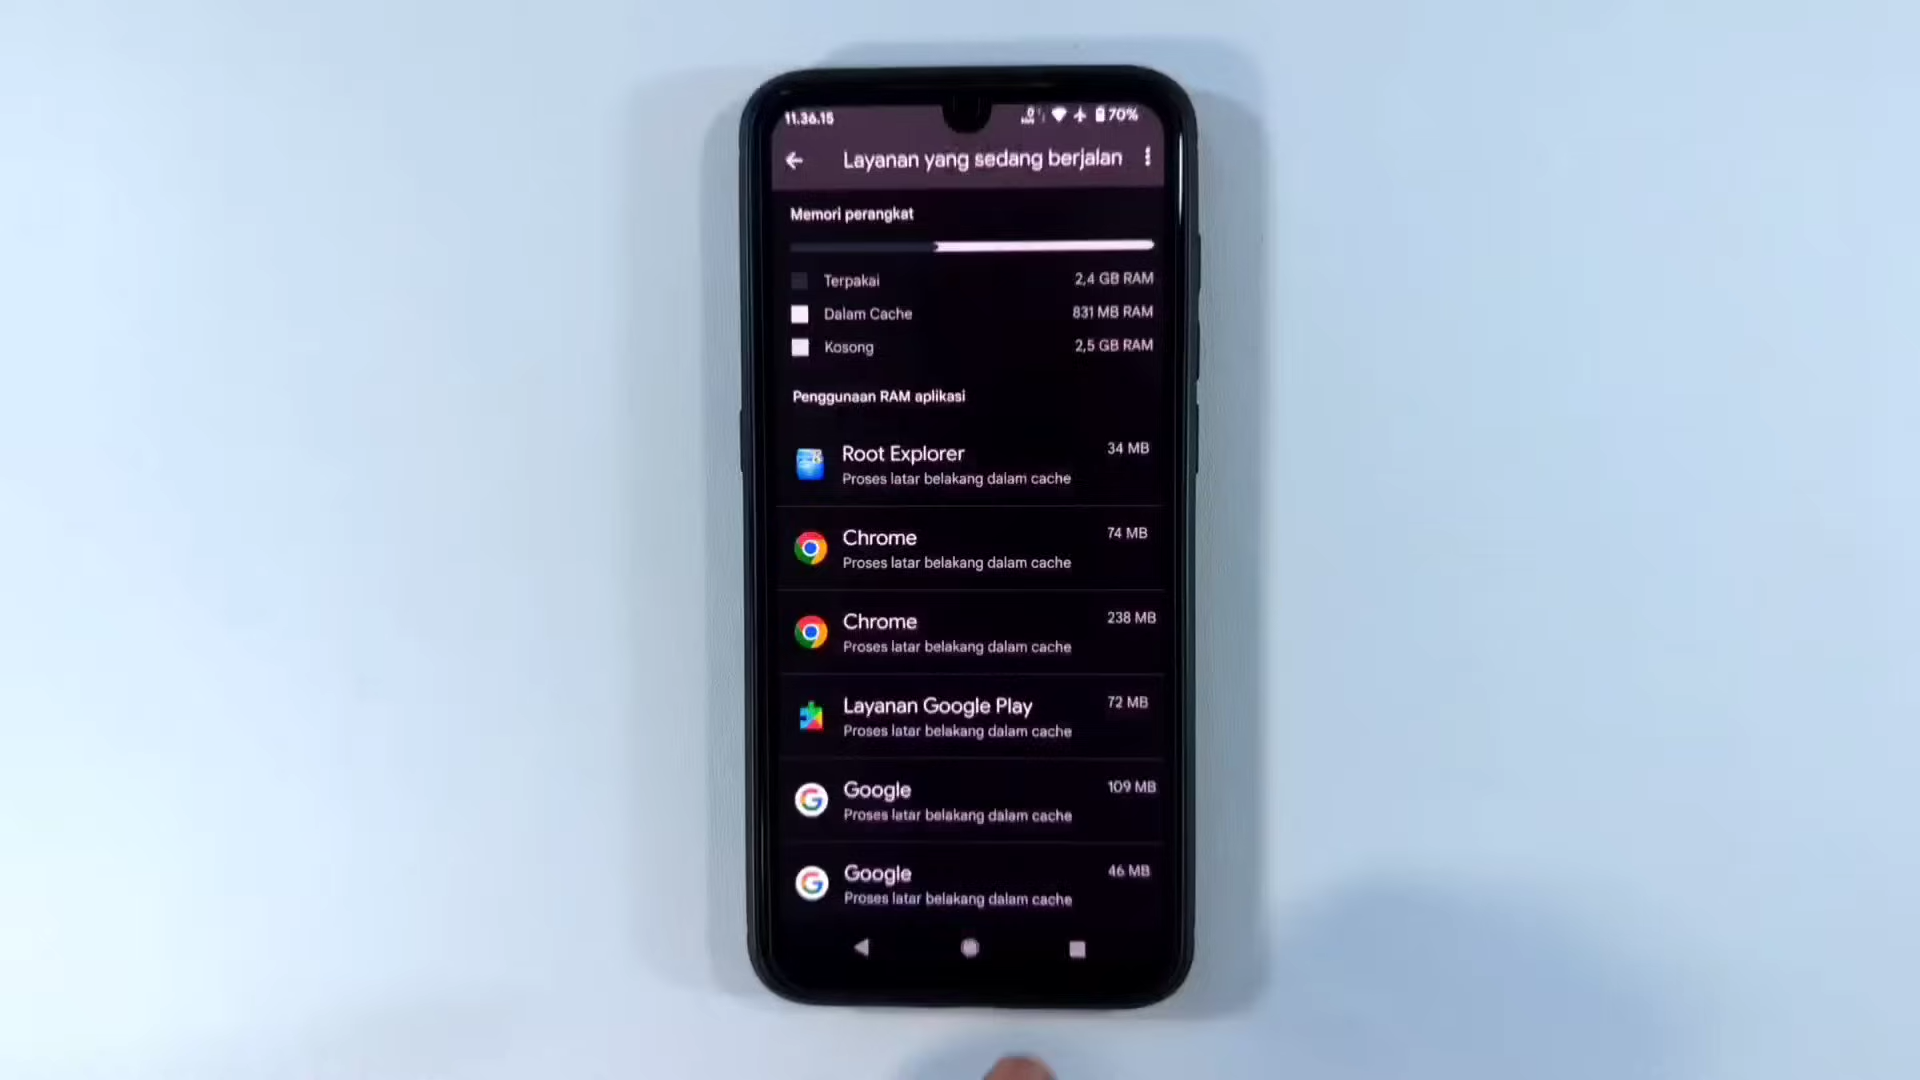 11.36.15
70%
Layanan yang sedang berjalan
Memori perangkat
Terpakai 2,4 GB RAM
Dalam Cache 831 MB RAM
Kosong 2,5 GB RAM
Penggunaan RAM aplikasi
Root Explorer 34 MB
Proses latar belakang dalam cache
Chrome 74 MB
Proses latar belakang dalam cache
Chrome 238 MB
Proses latar belakang dalam cache
Layanan Google Play 72 MB
Proses latar belakang dalam cache
Google 109 MB
Proses latar belakang dalam cache
Google 46 MB
Proses latar belakang dalam cache